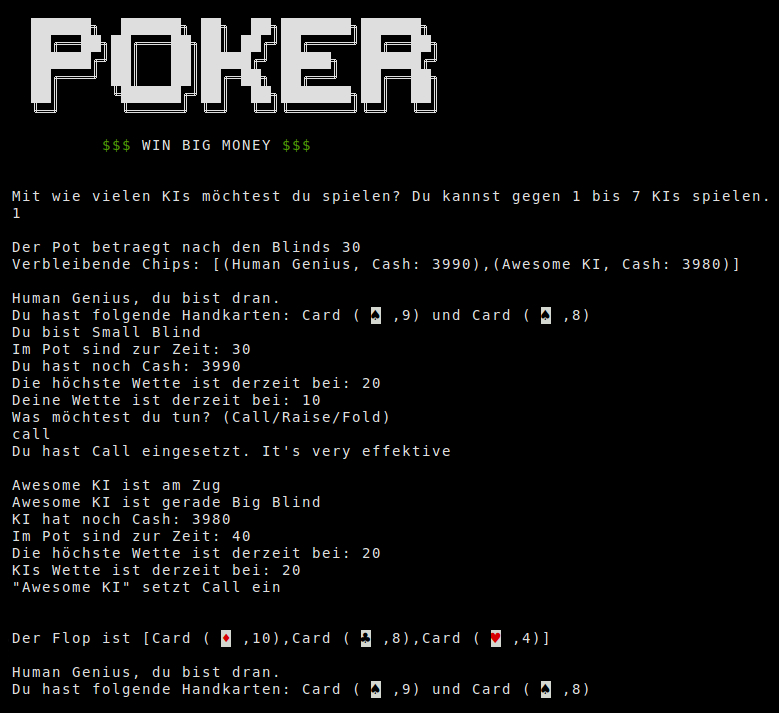 POKER
$$$ WIN BIG MONEY $$$
Mit wie vielen KIs möchtest du spielen? Du kannst gegen 1 bis 7 KIs spielen.
1
Der Pot betraegt nach den Blinds 30
Verbleibende Chips: [(Human Genius, Cash: 3990),(Awesome KI, Cash: 3980)]
Human Genius, du bist dran.
Du hast folgende Handkarten: Card ( ♠ ,9) und Card ( ♠ ,8)
Du bist Small Blind
Im Pot sind zur Zeit: 30
Du hast noch Cash: 3990
Die höchste Wette ist derzeit bei: 20
Deine Wette ist derzeit bei: 10
Was möchtest du tun? (Call/Raise/Fold)
call
Du hast Call eingesetzt. It's very effektive
Awesome KI ist am Zug
Awesome KI ist gerade Big Blind
KI hat noch Cash: 3980
Im Pot sind zur Zeit: 40
Die höchste Wette ist derzeit bei: 20
KIs Wette ist derzeit bei: 20
"Awesome KI" setzt Call ein
Der Flop ist [Card ( ♦ ,10),Card ( ♣ ,8),Card ( ♥ ,4)]
Human Genius, du bist dran.
Du hast folgende Handkarten: Card ( ♠ ,9) und Card ( ♠ ,8)